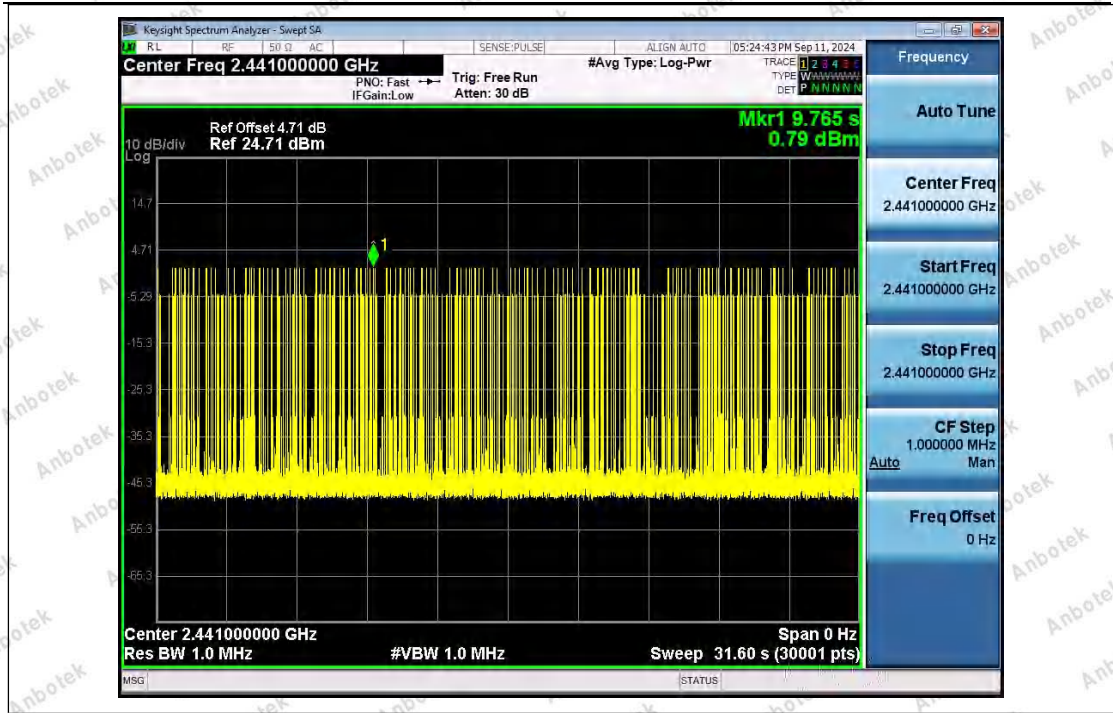 Keysight Spectrum Analyzer - Swept SA
RL RF 50 Ω AC SENSE:PULSE ALIGN AUTO 05:24:43 PM Sep 11, 2024
Center Freq 2.441000000 GHz
PNO: Fast
IFGain:Low
Trig: Free Run
Atten: 30 dB
#Avg Type: Log-Pwr
TRACE 1 2 3 4 5 6
TYPE W
DET P N N N N N
Frequency
Auto Tune
Center Freq
2.441000000 GHz
Start Freq
2.441000000 GHz
Stop Freq
2.441000000 GHz
CF Step
1.000000 MHz
Auto Man
Freq Offset
0 Hz
Mkr1 9.765 s
0.79 dBm
Ref Offset 4.71 dB
10 dB/div Ref 24.71 dBm
Log
14.7
4.71
-5.29
-15.3
-25.3
-35.3
-45.3
-55.3
-65.3
1
Center 2.441000000 GHz Span 0 Hz
Res BW 1.0 MHz #VBW 1.0 MHz Sweep 31.60 s (30001 pts)
MSG STATUS
Anbotek